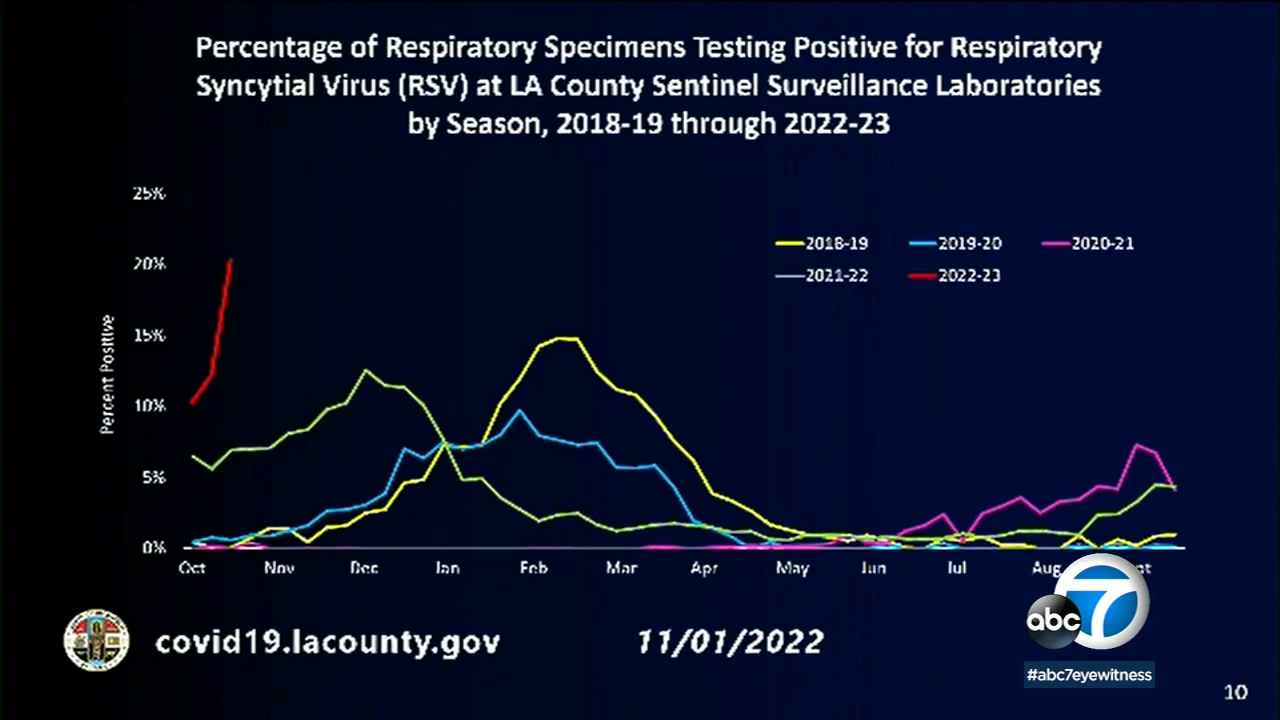 Percentage of Respiratory Specimens Testing Positive for Respiratory
Syncytial Virus (RSV) at LA County Sentinel Surveillance Laboratories
by Season, 2018-19 through 2022-23
25%
20%
15%
10%
5%
0%
Percent Positive
2018-19 2019-20 2020-21
2021-22 2022-23
Oct Nov Dec Jan Feb Mar Apr May Jun Jul Aug
covid19.lacounty.gov 11/01/2022
abc 7
#abc7eyewitness
10